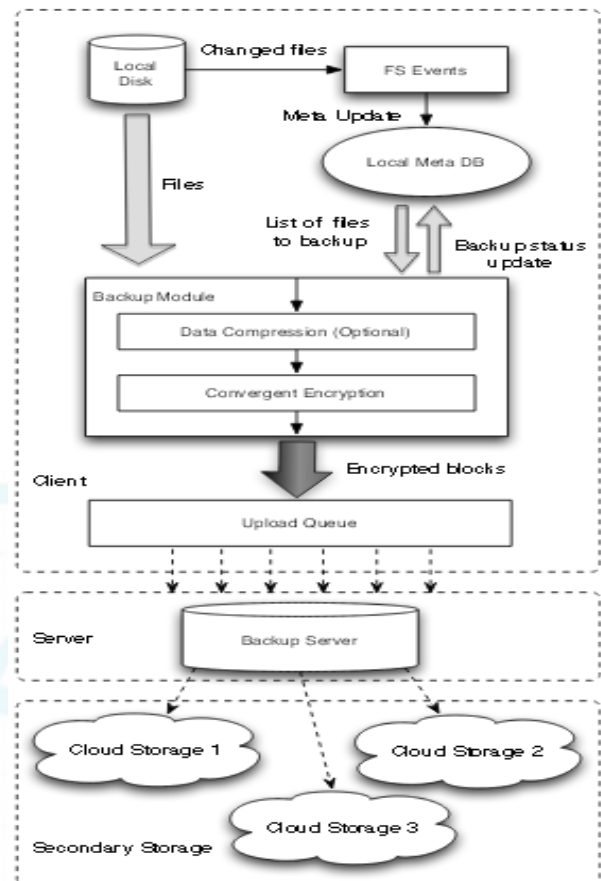 Changed files
Local
Disk
FS Events
Meta Update
Local Meta DB
Files
List of files
to backup
Backup status
update
Backup Module
Data Compression (Optional)
Convergent Encryption
Encrypted blocks
Client
Upload Queue
Server
Backup Server
Cloud Storage 1
Cloud Storage 2
Cloud Storage 3
Secondary Storage